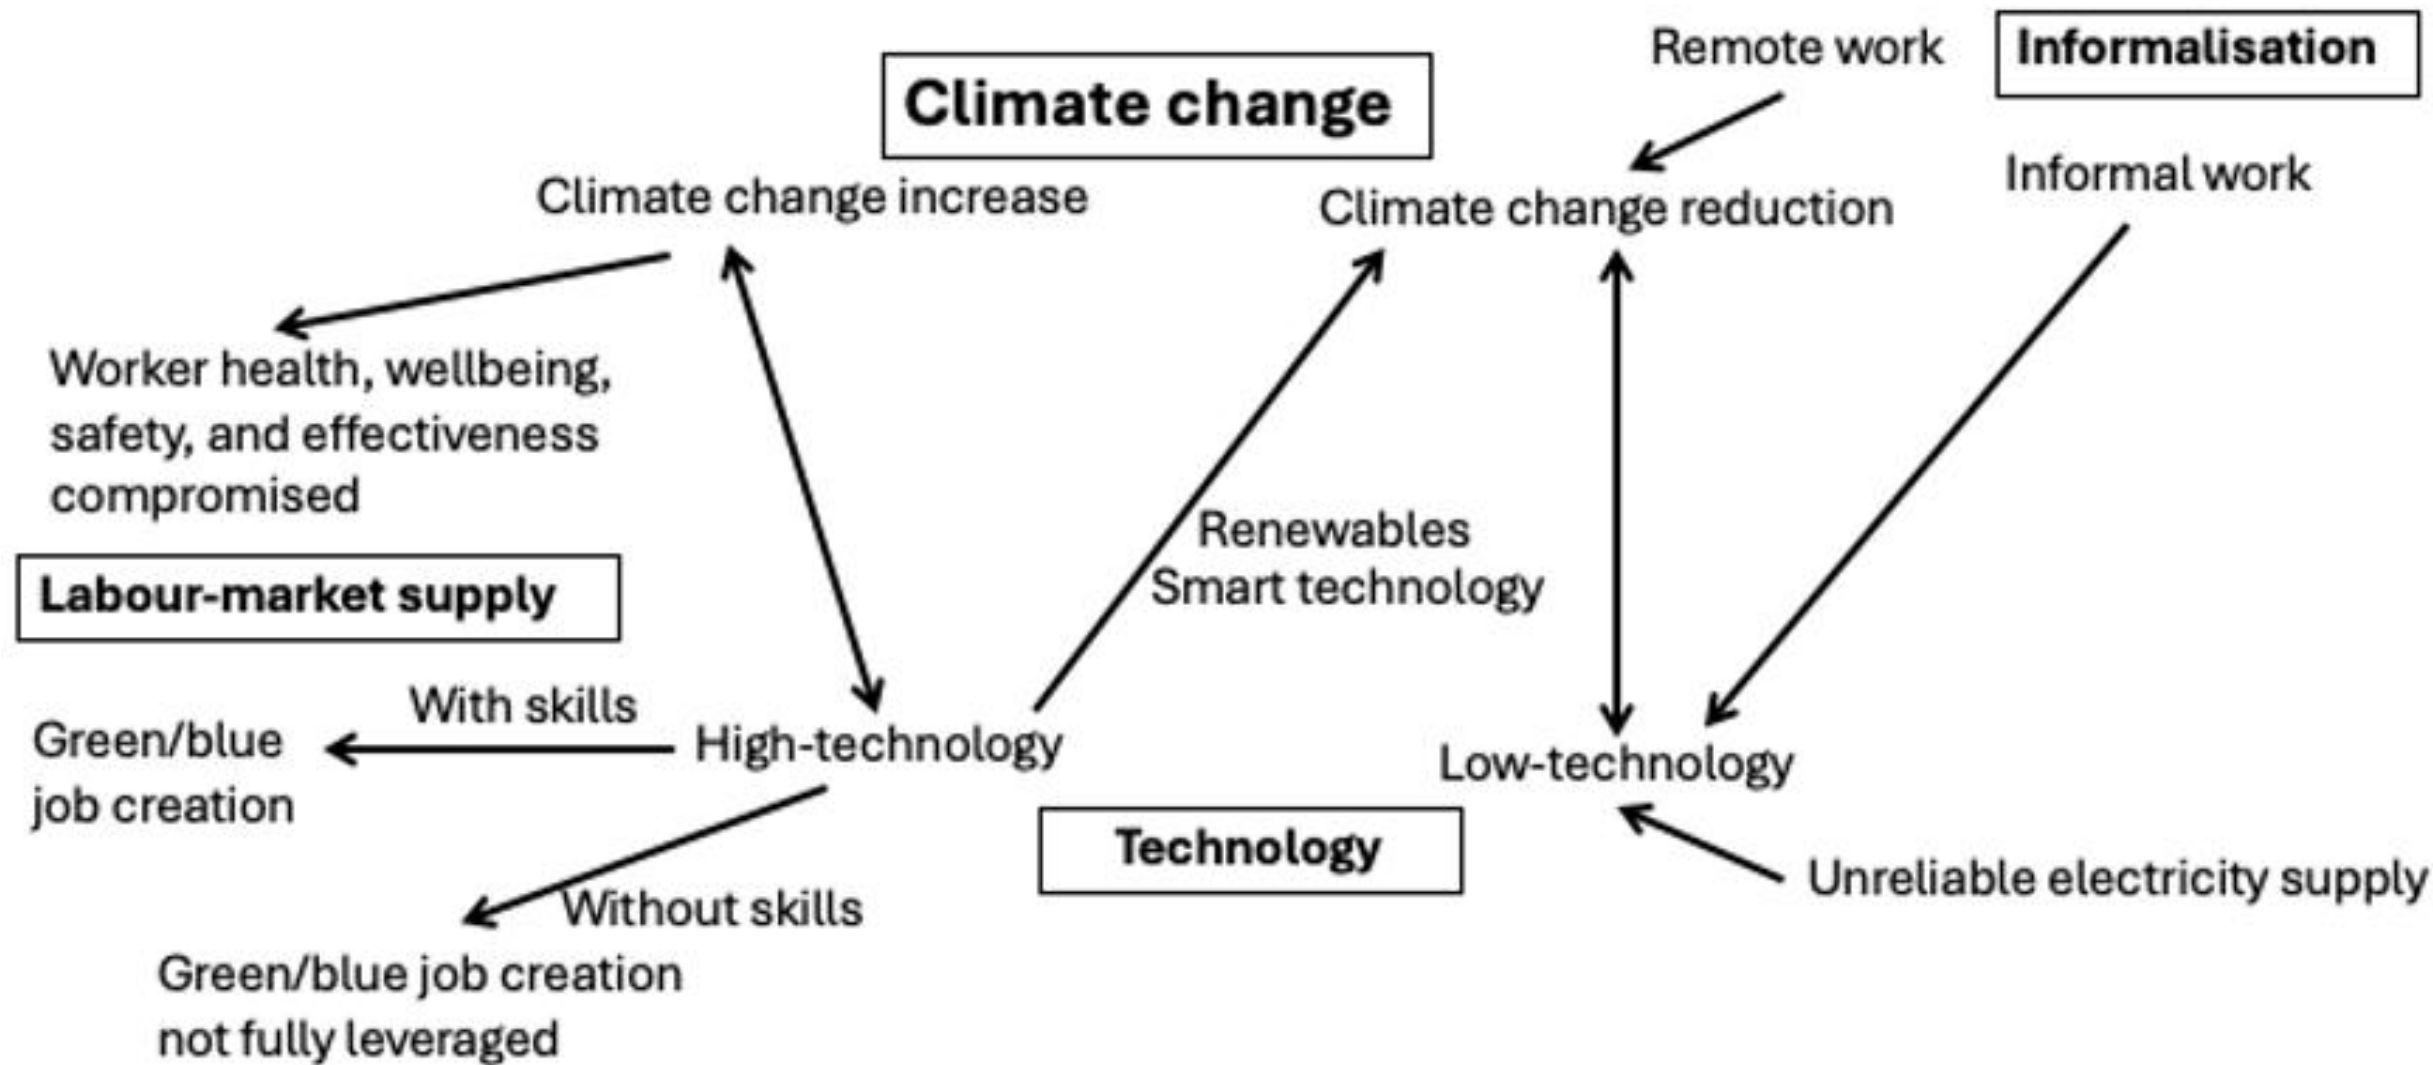 Remote work
Informalisation
Climate change
Informal work
Climate change increase
Climate change reduction
Worker health, wellbeing,
safety, and effectiveness
compromised
Renewables
Smart technology
Labour-market supply
With skills
Green/blue
job creation
High-technology
Low-technology
Technology
Unreliable electricity supply
Without skills
Green/blue job creation
not fully leveraged